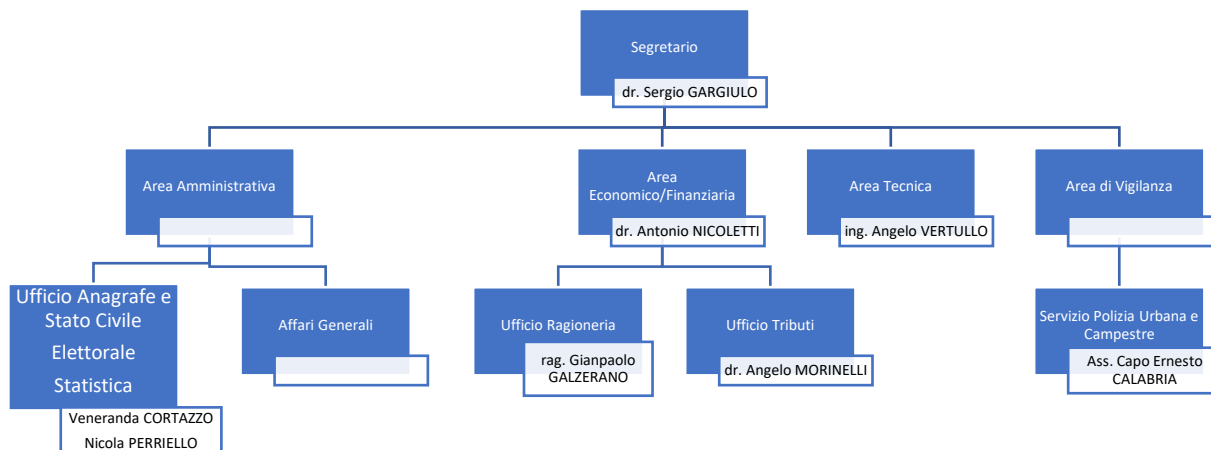 Segretario
dr. Sergio GARGIULO
Area Amministrativa
Area
Economico/Finanziaria
dr. Antonio NICOLETTI
Area Tecnica
ing. Angelo VERTULLO
Area di Vigilanza
Ufficio Anagrafe e
Stato Civile
Elettorale
Statistica
Veneranda CORTAZZO
Nicola PERRIELLO
Affari Generali
Ufficio Ragioneria
rag. Gianpaolo
GALZERANO
Ufficio Tributi
dr. Angelo MORINELLI
Servizio Polizia Urbana e
Campestre
Ass. Capo Ernesto
CALABRIA